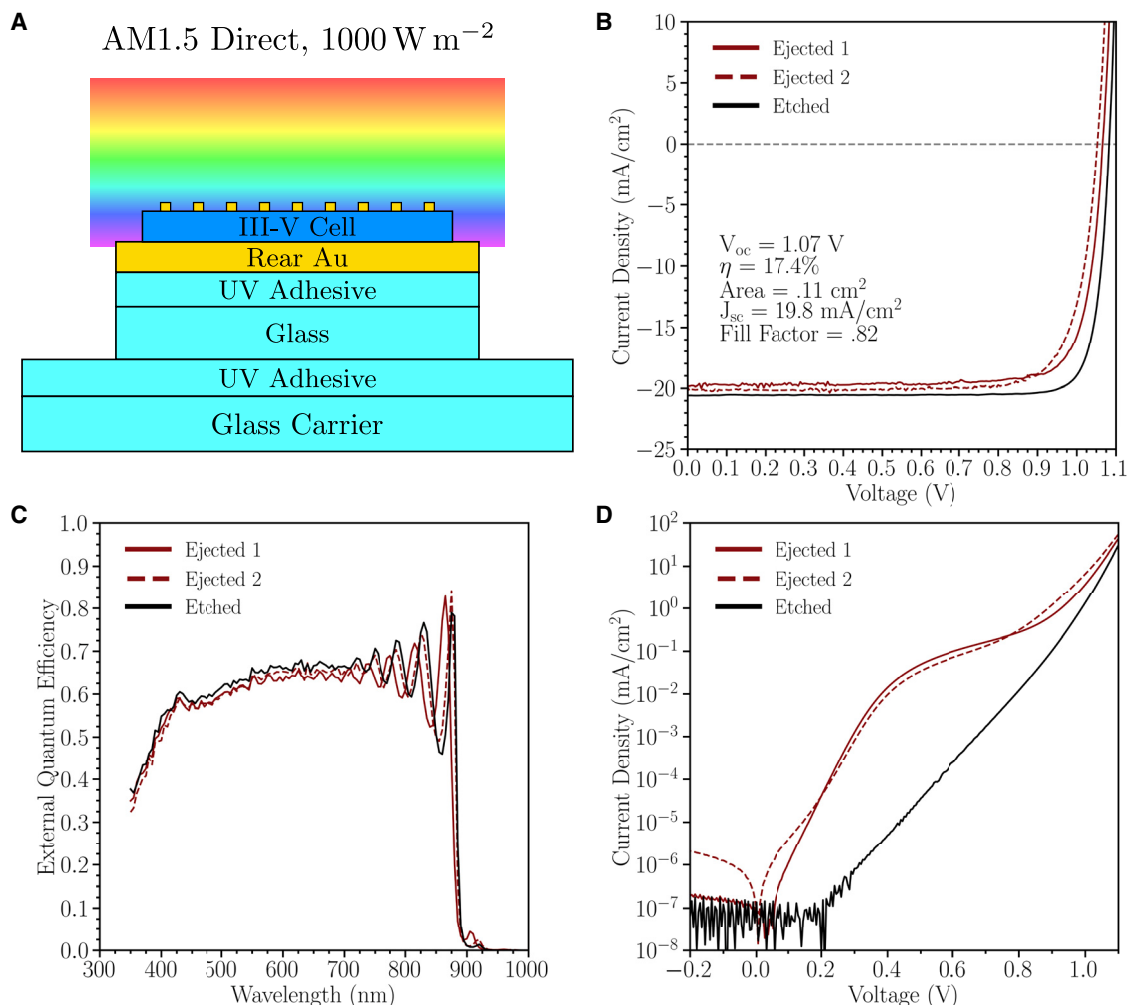 A
AM1.5 Direct, 1000 W m−2
III-V Cell
Rear Au
UV Adhesive
Glass
UV Adhesive
Glass Carrier
B
Ejected 1
Ejected 2
Etched
Voc = 1.07 V
η = 17.4%
Area = .11 cm2
Jsc = 19.8 mA/cm2
Fill Factor = .82
Current Density (mA/cm2)
10
5
0
−5
−10
−15
−20
−25
0.0 0.1 0.2 0.3 0.4 0.5 0.6 0.7 0.8 0.9 1.0 1.1
Voltage (V)
C
Ejected 1
Ejected 2
Etched
External Quantum Efficiency
1.0
0.9
0.8
0.7
0.6
0.5
0.4
0.3
0.2
0.1
0.0
300 400 500 600 700 800 900 1000
Wavelength (nm)
D
Ejected 1
Ejected 2
Etched
Current Density (mA/cm2)
10^2
10^1
10^0
10^−1
10^−2
10^−3
10^−4
10^−5
10^−6
10^−7
10^−8
−0.2 0.0 0.2 0.4 0.6 0.8 1.0
Voltage (V)